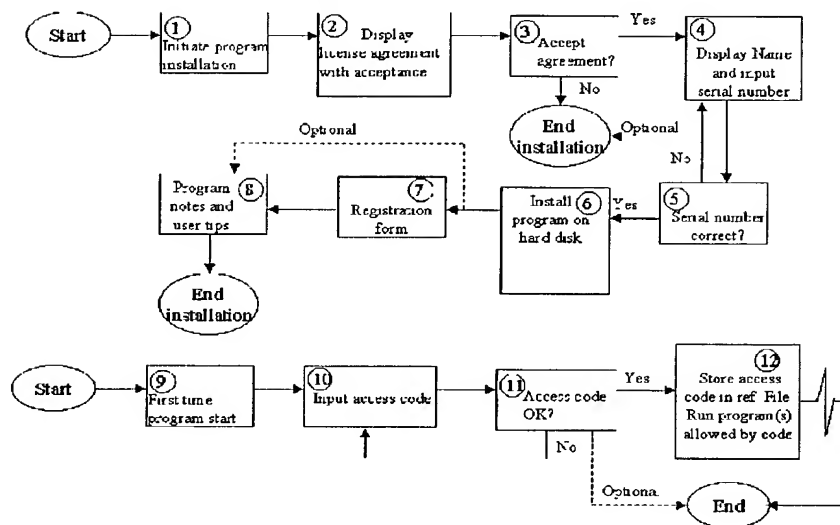 Start
1
Initiate program
installation
2
Display
license agreement
with acceptance
3
Accept
agreement?
Yes
No
4
Display Name
and input
serial number
End
installation
Optional
No
Optional
8
Program
notes and
user tips
7
Registration
form
Install
6
program on
hard disk
Yes
5
Serial number
correct?
End
installation
Start
9
First time
program start
10
Input access code
11
Access code
OK?
Yes
No
Optiona
12
Store access
code in ref. File
Run program(s)
allowed by code
End